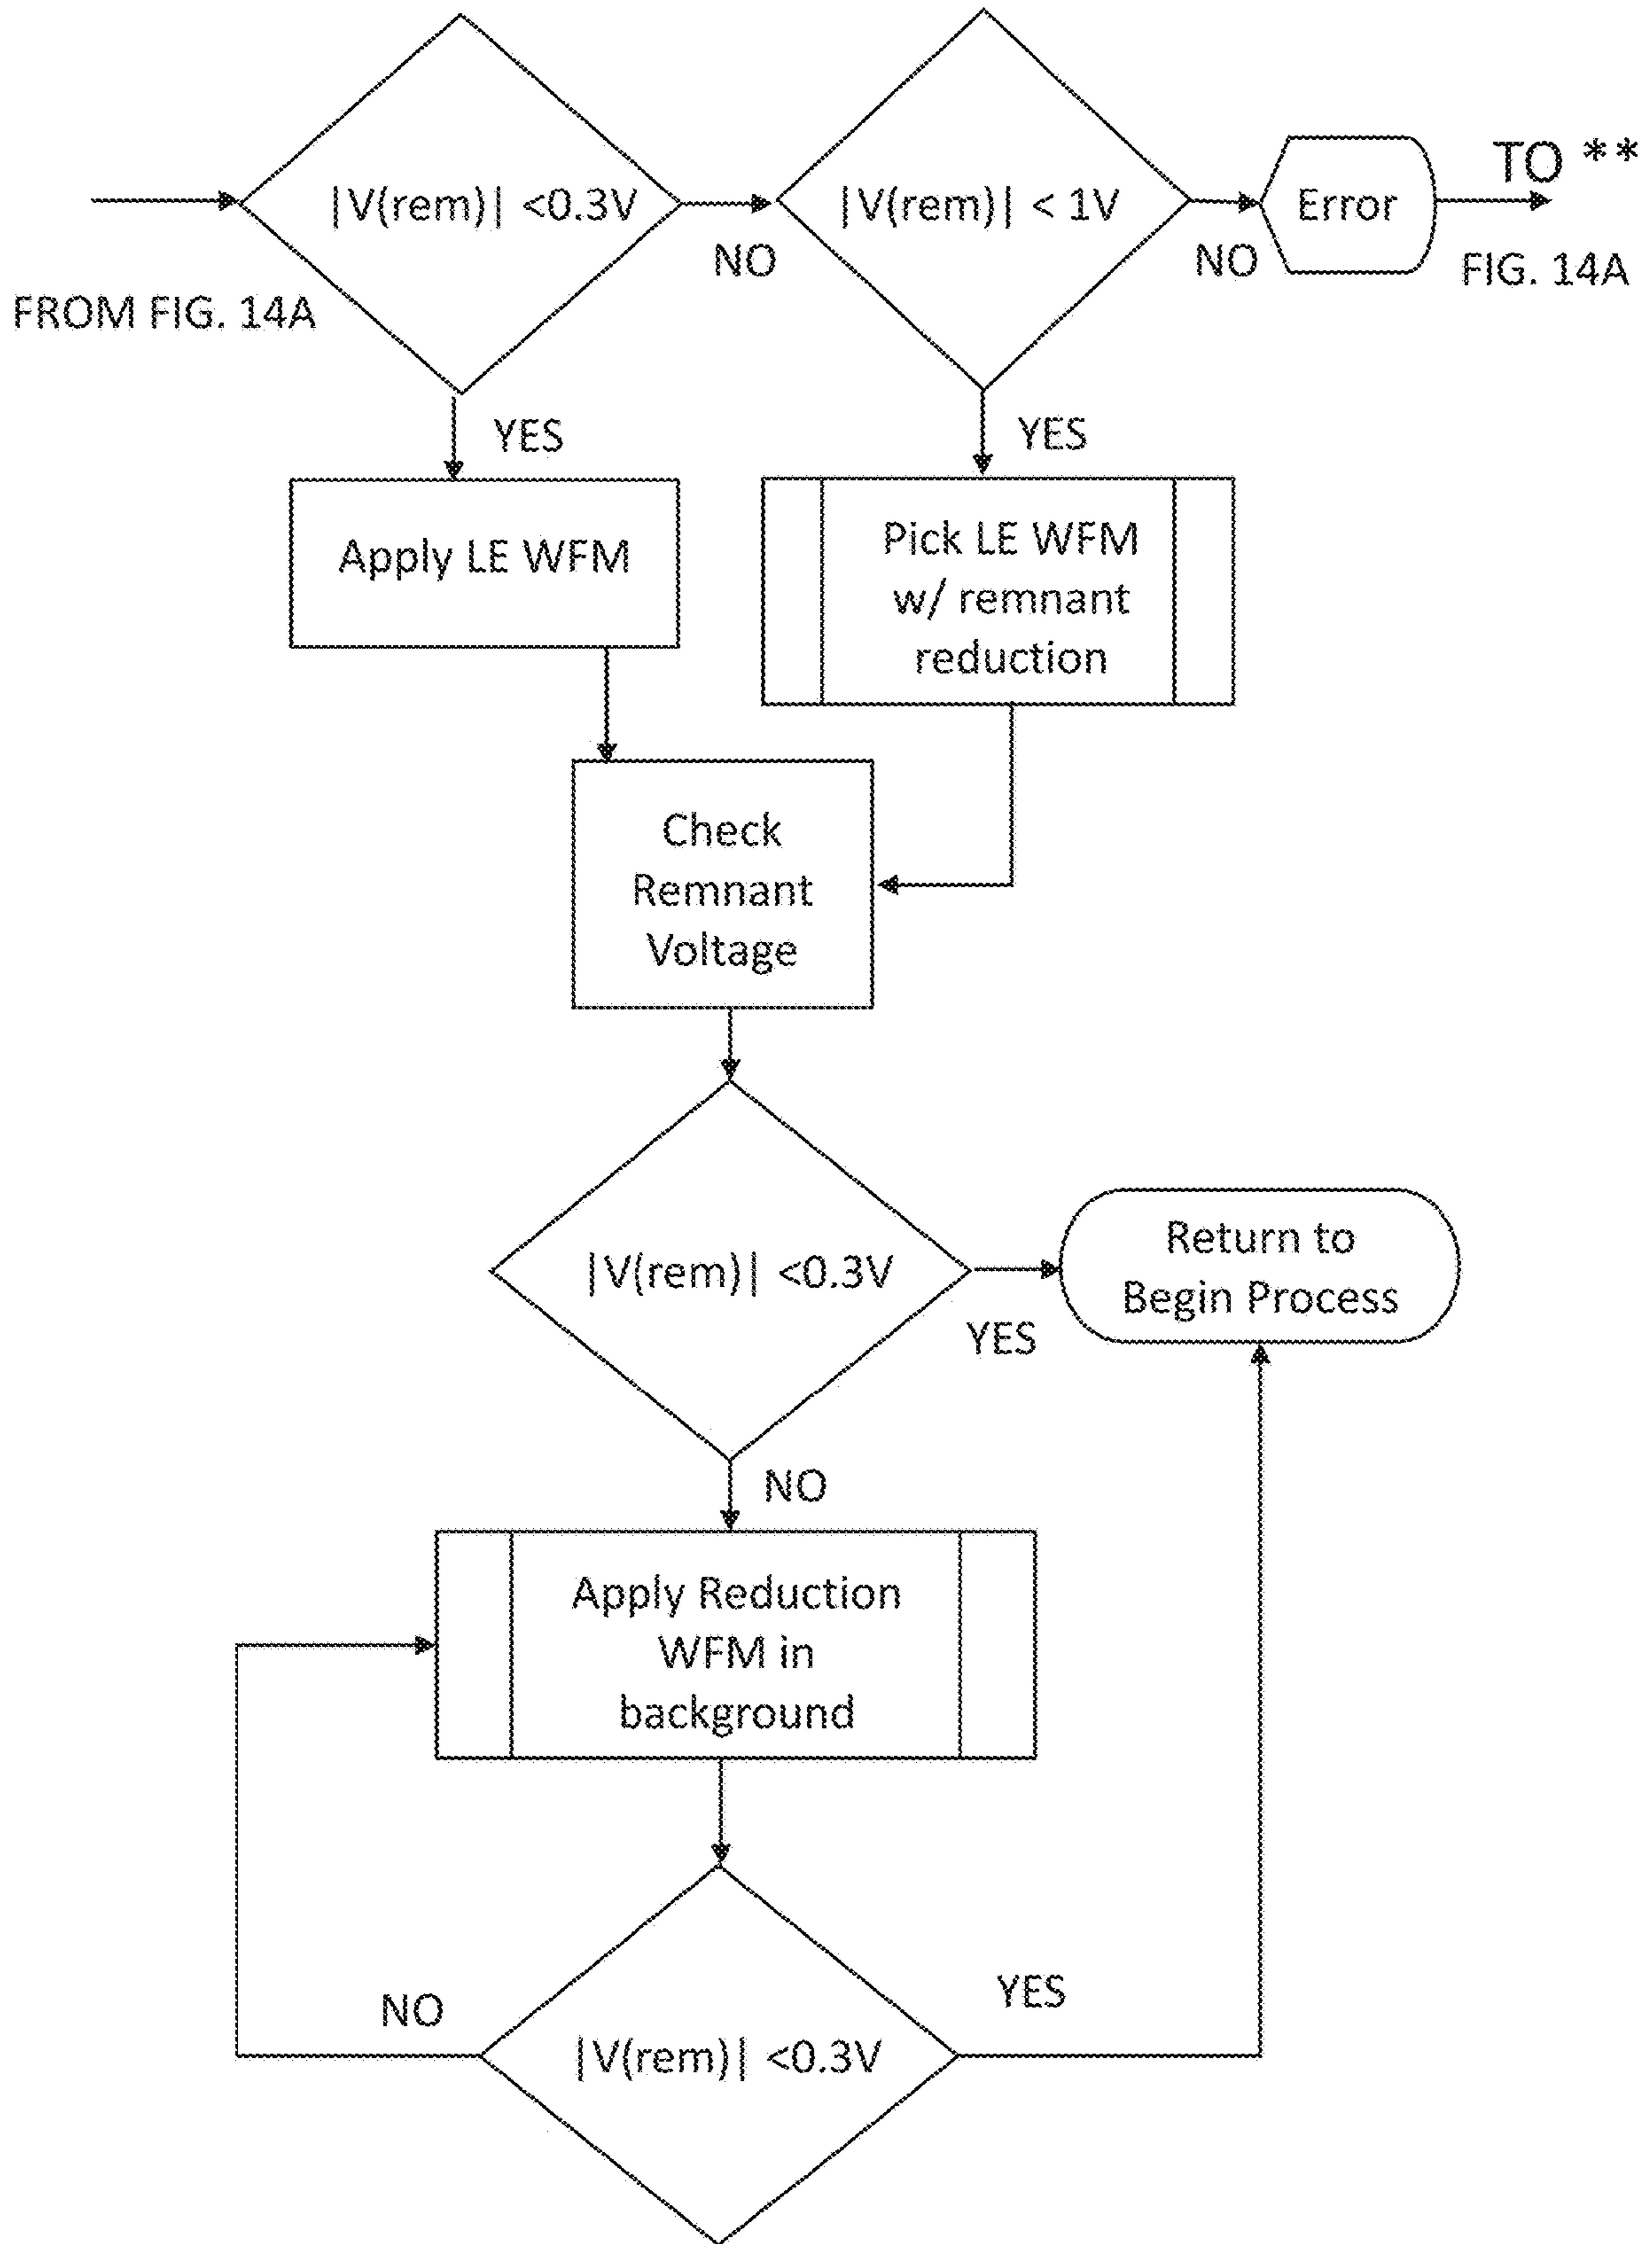 |V(rem)| <0.3V
|V(rem)| < 1V
Error
TO **
FIG. 14A
NO
NO
FROM FIG. 14A
YES
YES
Apply LE WFM
Pick LE WFM
w/ remnant
reduction
Check
Remnant
Voltage
|V(rem)| <0.3V
YES
Return to
Begin Process
NO
Apply Reduction
WFM in
background
NO
YES
|V(rem)| <0.3V